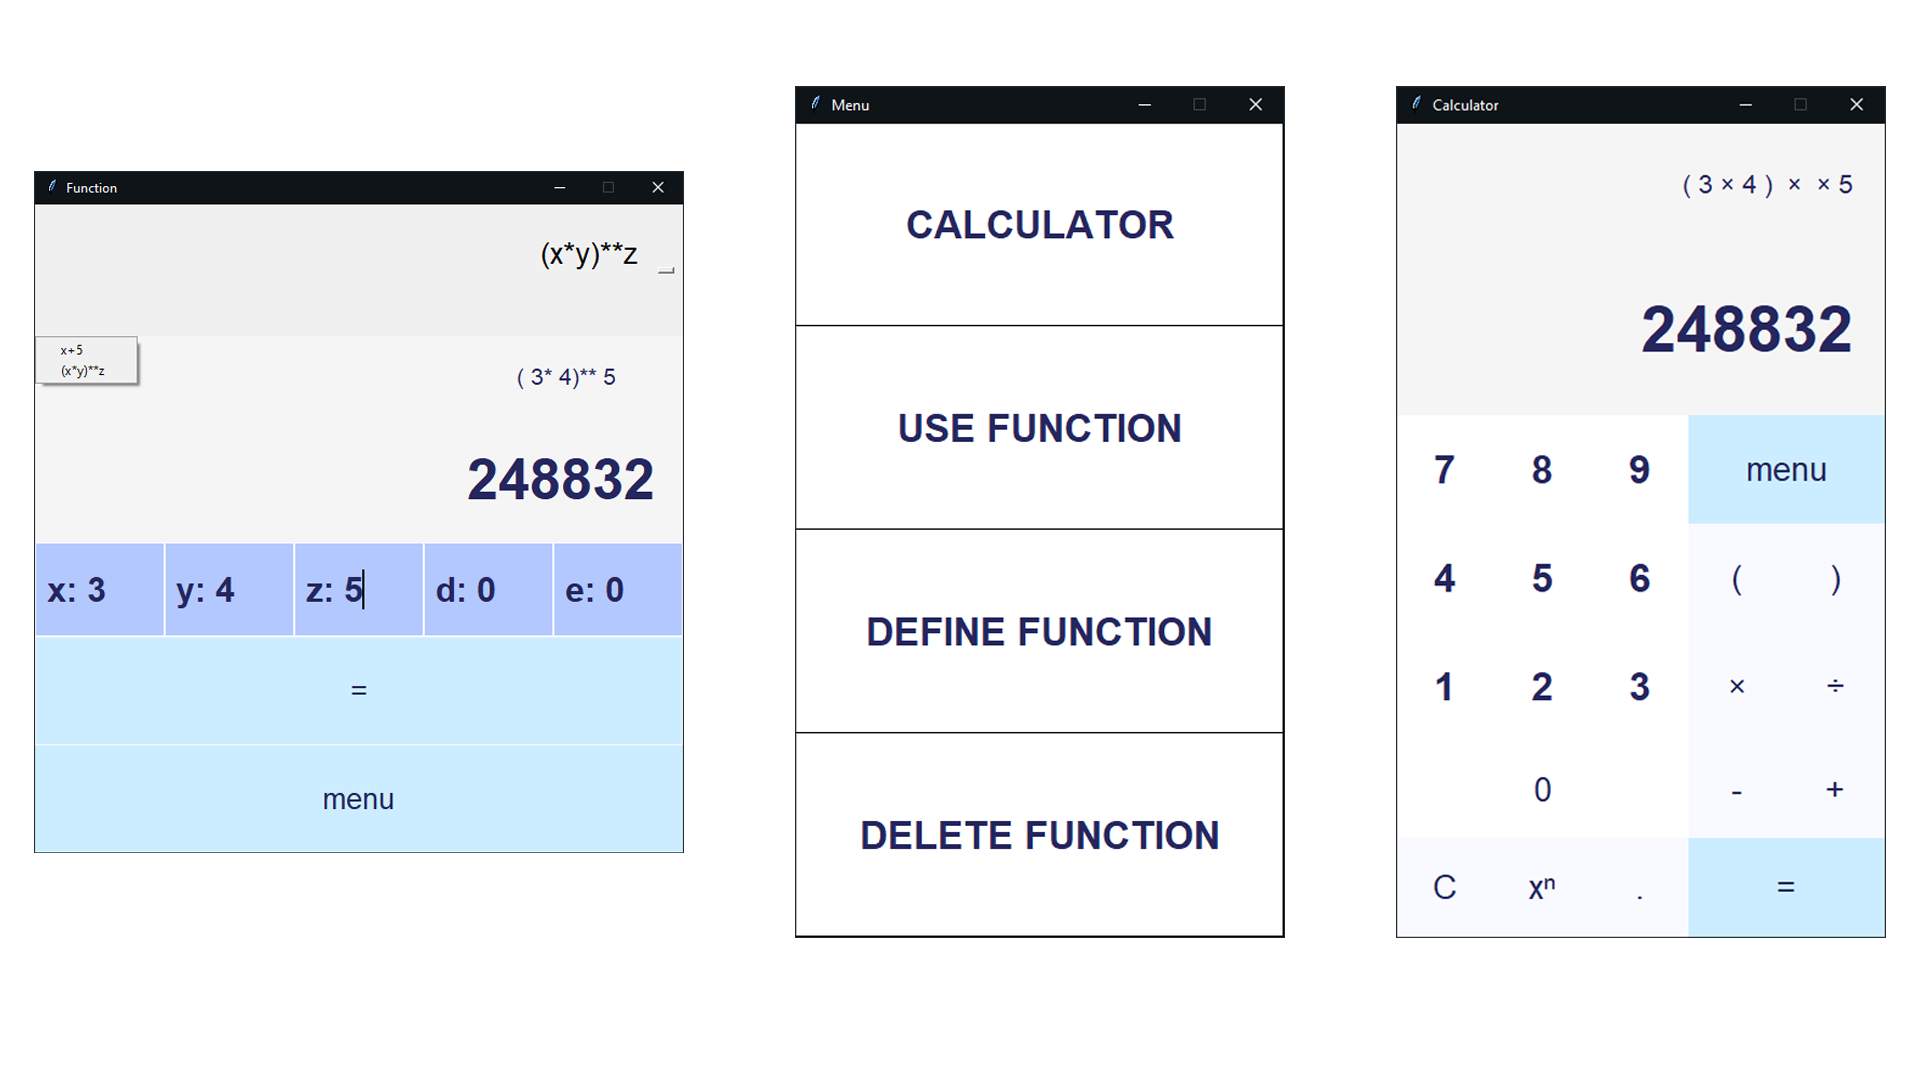 Function
(x*y)**z
x+5
(x*y)**z
( 3* 4)** 5
248832
x: 3 y: 4 z: 5 d: 0 e: 0
=
menu
Menu
CALCULATOR
USE FUNCTION
DEFINE FUNCTION
DELETE FUNCTION
Calculator
( 3 × 4 ) × × 5
248832
7 8 9 menu
4 5 6 ( )
1 2 3 × ÷
0 - +
C xⁿ . =